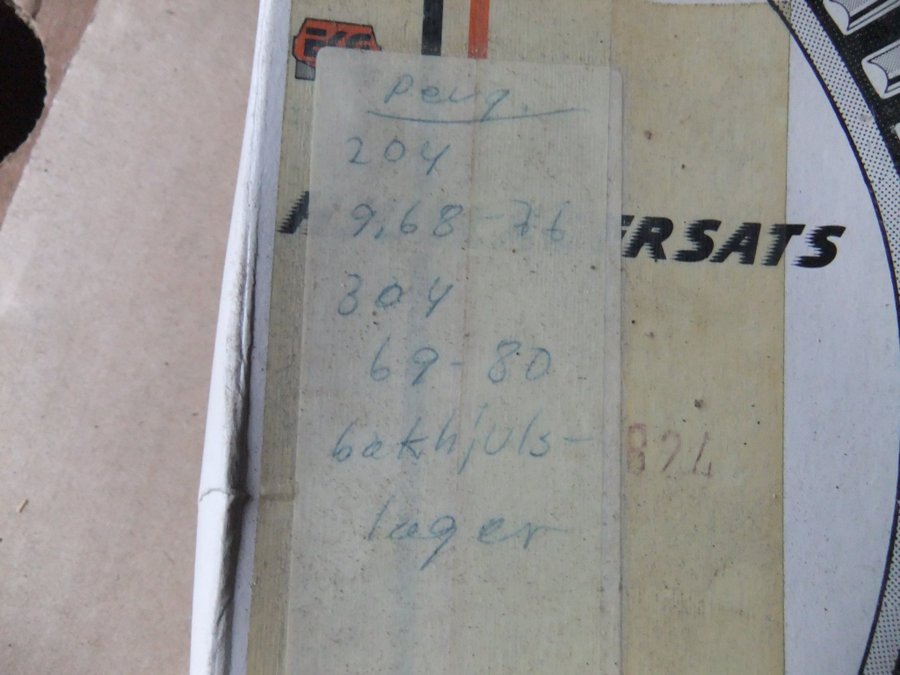 Peug.
204
9,68-76
ERSATS
304
69-80
bakhjuls-
824
lager